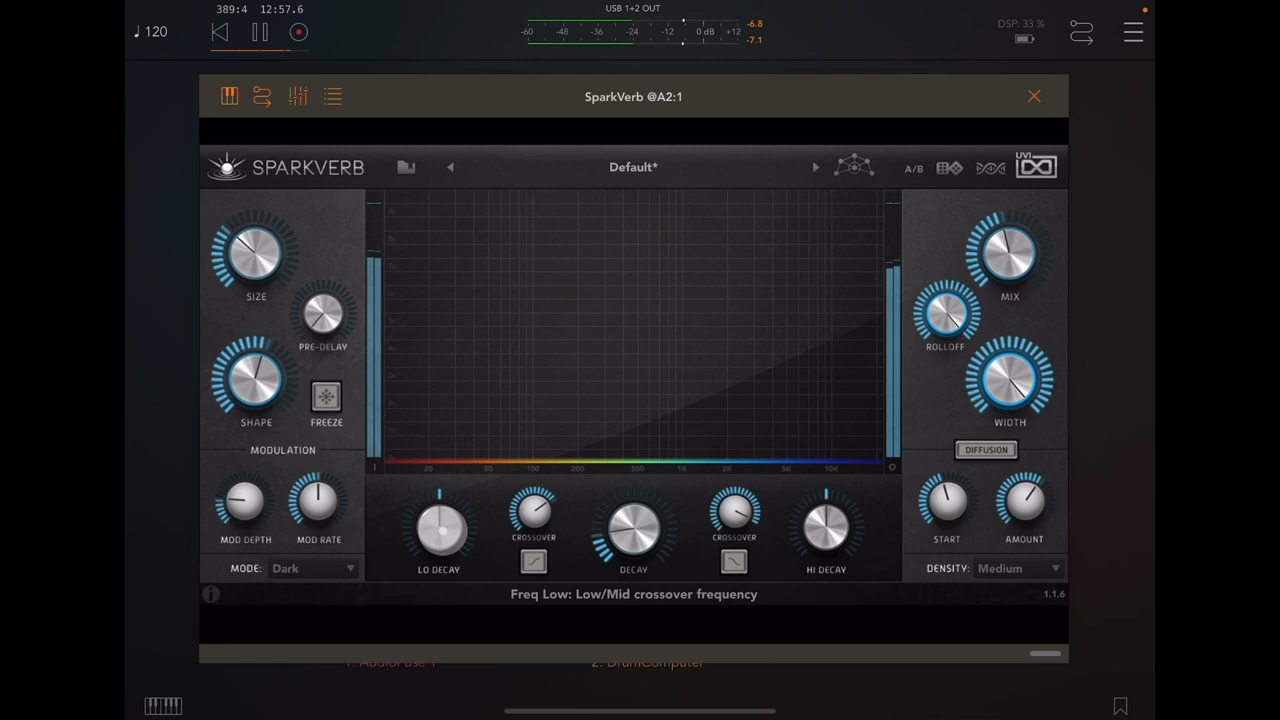 389:4 12:57.6
USB 1+2 OUT
♩ 120
-60 -48 -36 -24 -12 0 dB +12
-6.8
-7.1
DSP: 33 %
SparkVerb @A2:1
SPARKVERB
Default*
A/B
UVI
SIZE
PRE-DELAY
SHAPE
FREEZE
MIX
ROLLOFF
WIDTH
DIFFUSION
MODULATION
I
20 50 100 200 500 1K 2K 5K 10K
O
MOD DEPTH
MOD RATE
LO DECAY
CROSSOVER
DECAY
CROSSOVER
HI DECAY
START
AMOUNT
MODE: Dark
DENSITY: Medium
Freq Low: Low/Mid crossover frequency
1.1.6
2. DrumComputer